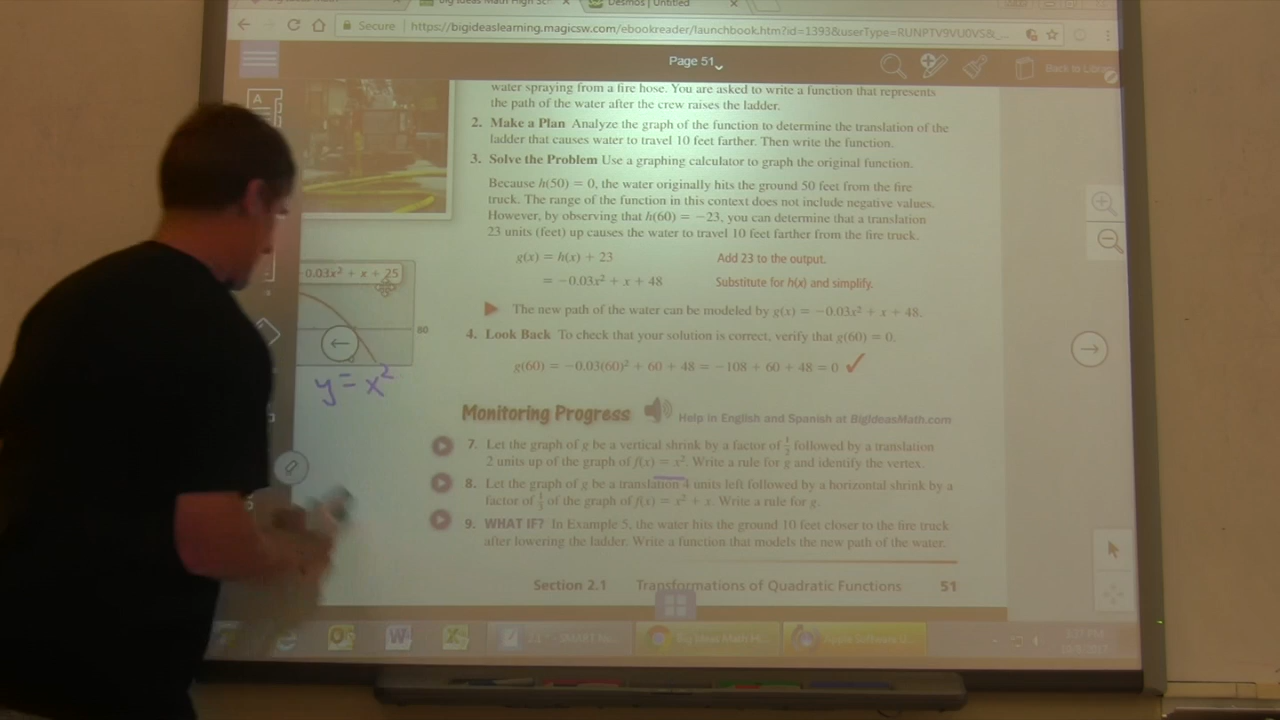 Desmos | Untitled
Secure
https://bigideaslearning.magicsw.com/ebookreader/launchbook.htm?id=1393&userType=
Page 51
Back to
water spraying from a fire hose. You are asked to write a function that represents
the path of the water after the crew raises the ladder.
2. Make a Plan Analyze the graph of the function to determine the translation of the
ladder that causes water to travel 10 feet farther. Then write the function.
3. Solve the Problem Use a graphing calculator to graph the original function.
Because h(50) = 0, the water originally hits the ground 50 feet from the fire
truck. The range of the function in this context does not include negative values.
However, by observing that h(60) = −23, you can determine that a translation
23 units (feet) up causes the water to travel 10 feet farther from the fire truck.
g(x) = h(x) + 23 Add 23 to the output.
= −0.03x² + x + 48 Substitute for h(x) and simplify.
0.03x² + x + 25
80
The new path of the water can be modeled by g(x) = −0.03x² + x + 48.
4. Look Back To check that your solution is correct, verify that g(60) = 0.
g(60) = −0.03(60)² + 60 + 48 = −108 + 60 + 48 = 0 ✓
y = x²
Monitoring Progress Help in English and Spanish at BigIdeasMath.com
7. Let the graph of g be a vertical shrink by a factor of ½ followed by a translation
2 units up of the graph of f(x) = x². Write a rule for g and identify the vertex.
8. Let the graph of g be a translation 4 units left followed by a horizontal shrink by a
factor of ⅓ of the graph of f(x) = x² + x. Write a rule for g.
9. WHAT IF? In Example 5, the water hits the ground 10 feet closer to the fire truck
after lowering the ladder. Write a function that models the new path of the water.
Section 2.1 Transformations of Quadratic Functions 51